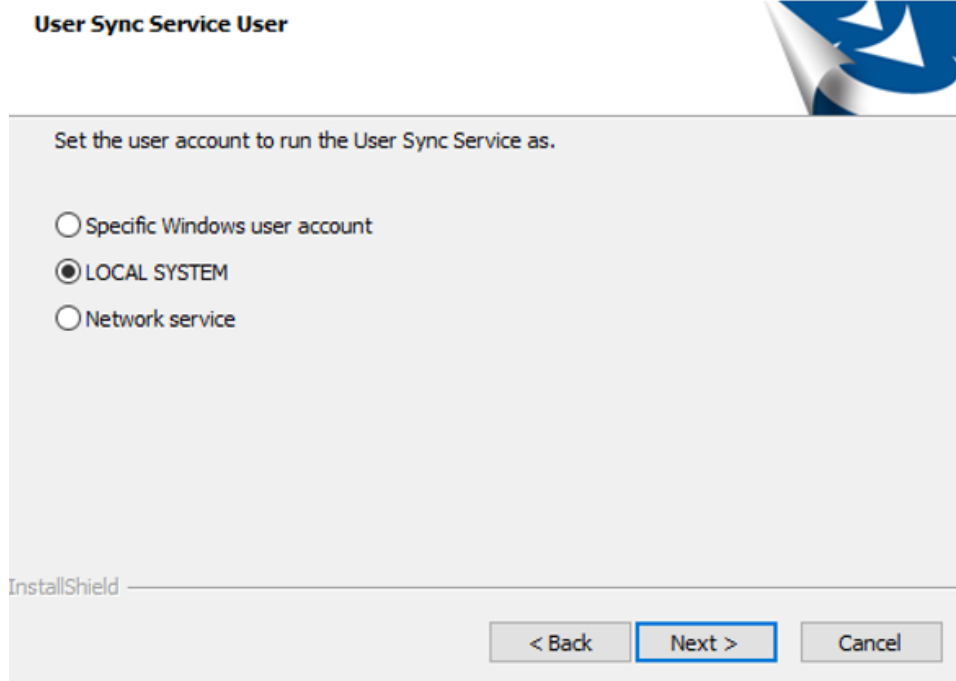 User Sync Service User
Set the user account to run the User Sync Service as.
Specific Windows user account
LOCAL SYSTEM
Network service
InstallShield
< Back Next > Cancel